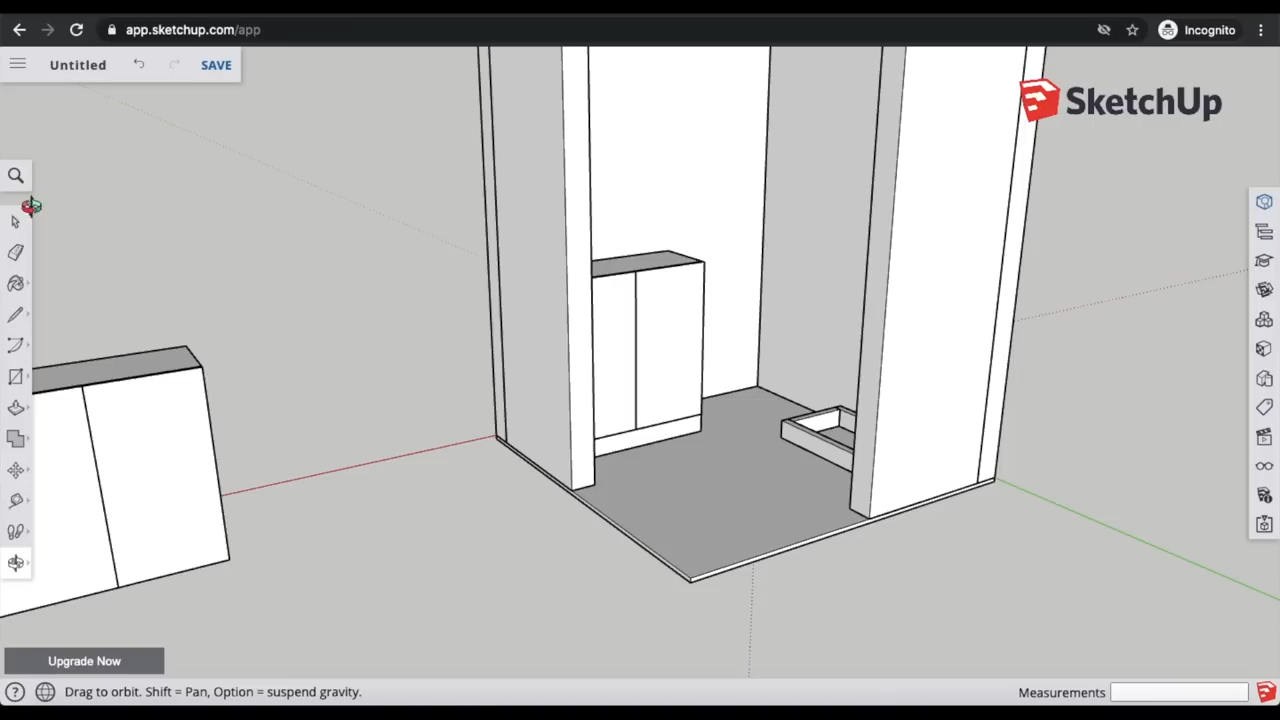 app.sketchup.com/app
Incognito
Untitled
SAVE
SketchUp
Upgrade Now
Drag to orbit. Shift = Pan, Option = suspend gravity.
Measurements